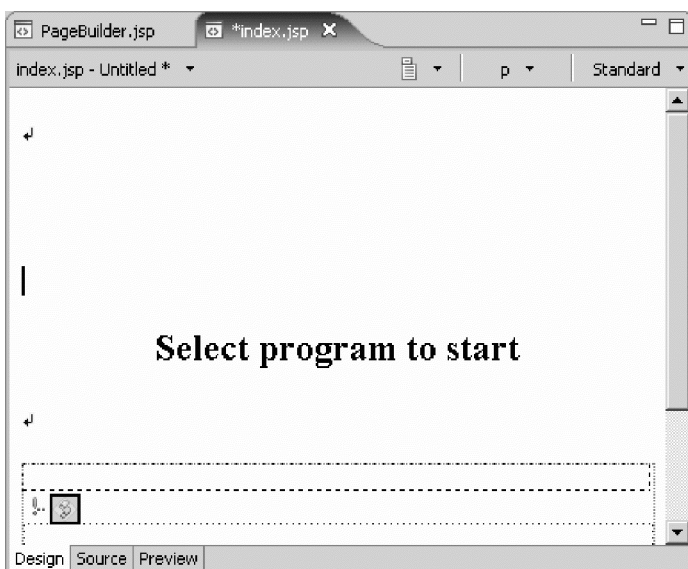 PageBuilder.jsp *index.jsp
index.jsp - Untitled * p Standard
Select program to start
Design Source Preview